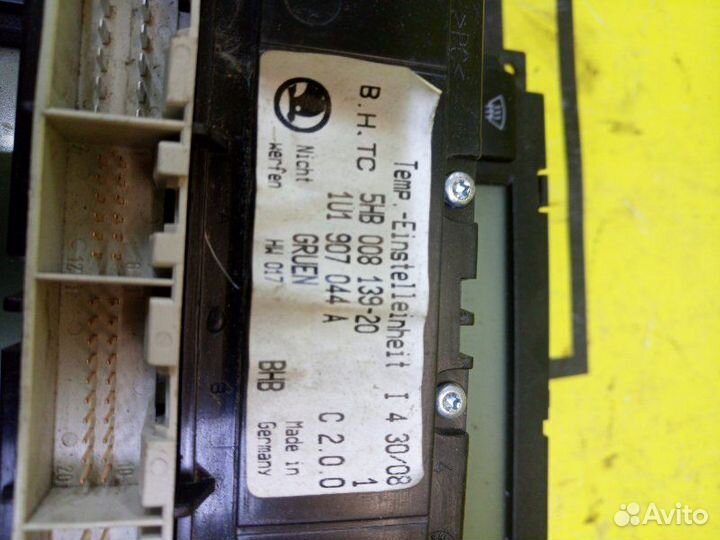 Temp.-Einstelleinheit I 4 30/08 1
B.H.TC 5HB 008 139-20 C 2.0.0
1U1 907 044 A
Nicht werfen
GRUEN
HW 017
BHB
Made in
Germany
Avito